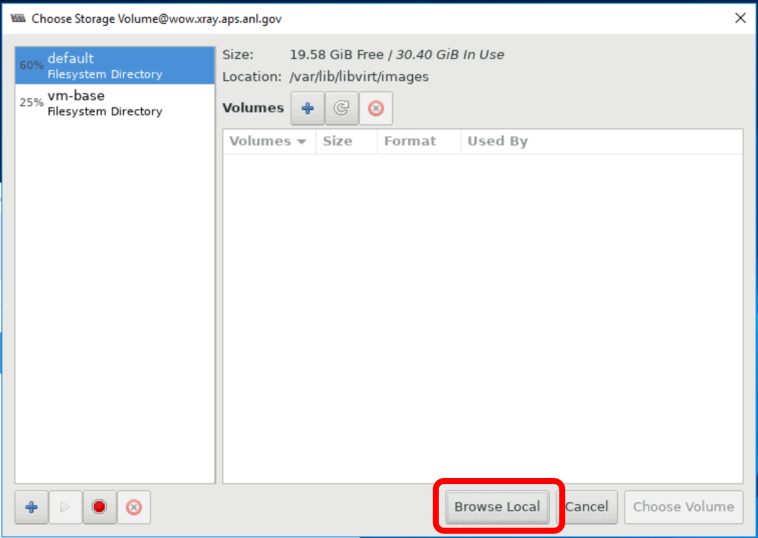 Choose Storage Volume@wow.xray.aps.anl.gov
60% default
Filesystem Directory
25% vm-base
Filesystem Directory
Size: 19.58 GiB Free / 30.40 GiB In Use
Location: /var/lib/libvirt/images
Volumes
Volumes Size Format Used By
Browse Local Cancel Choose Volume